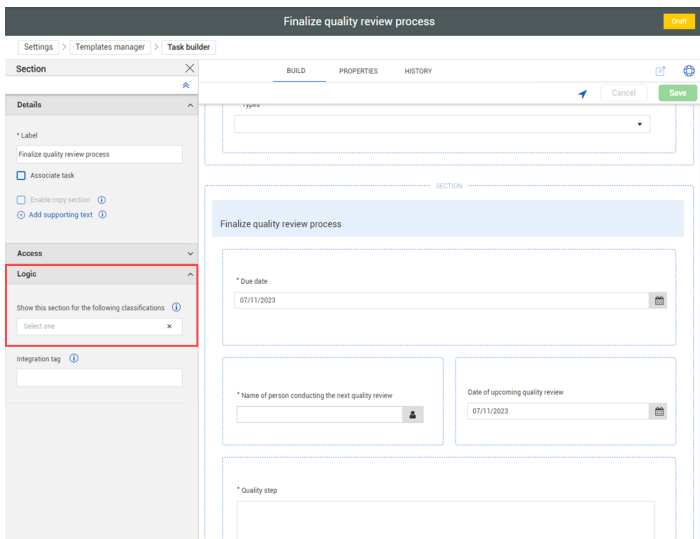 Finalize quality review process
Draft
Settings > Templates manager > Task builder
Section
BUILD PROPERTIES HISTORY
Cancel Save
Details
* Label
Finalize quality review process
Associate task
Enable copy section
Add supporting text
Access
Logic
Show this section for the following classifications
Select one
Integration tag
Types
SECTION
Finalize quality review process
* Due date
07/11/2023
* Name of person conducting the next quality review
Date of upcoming quality review
07/11/2023
* Quality step